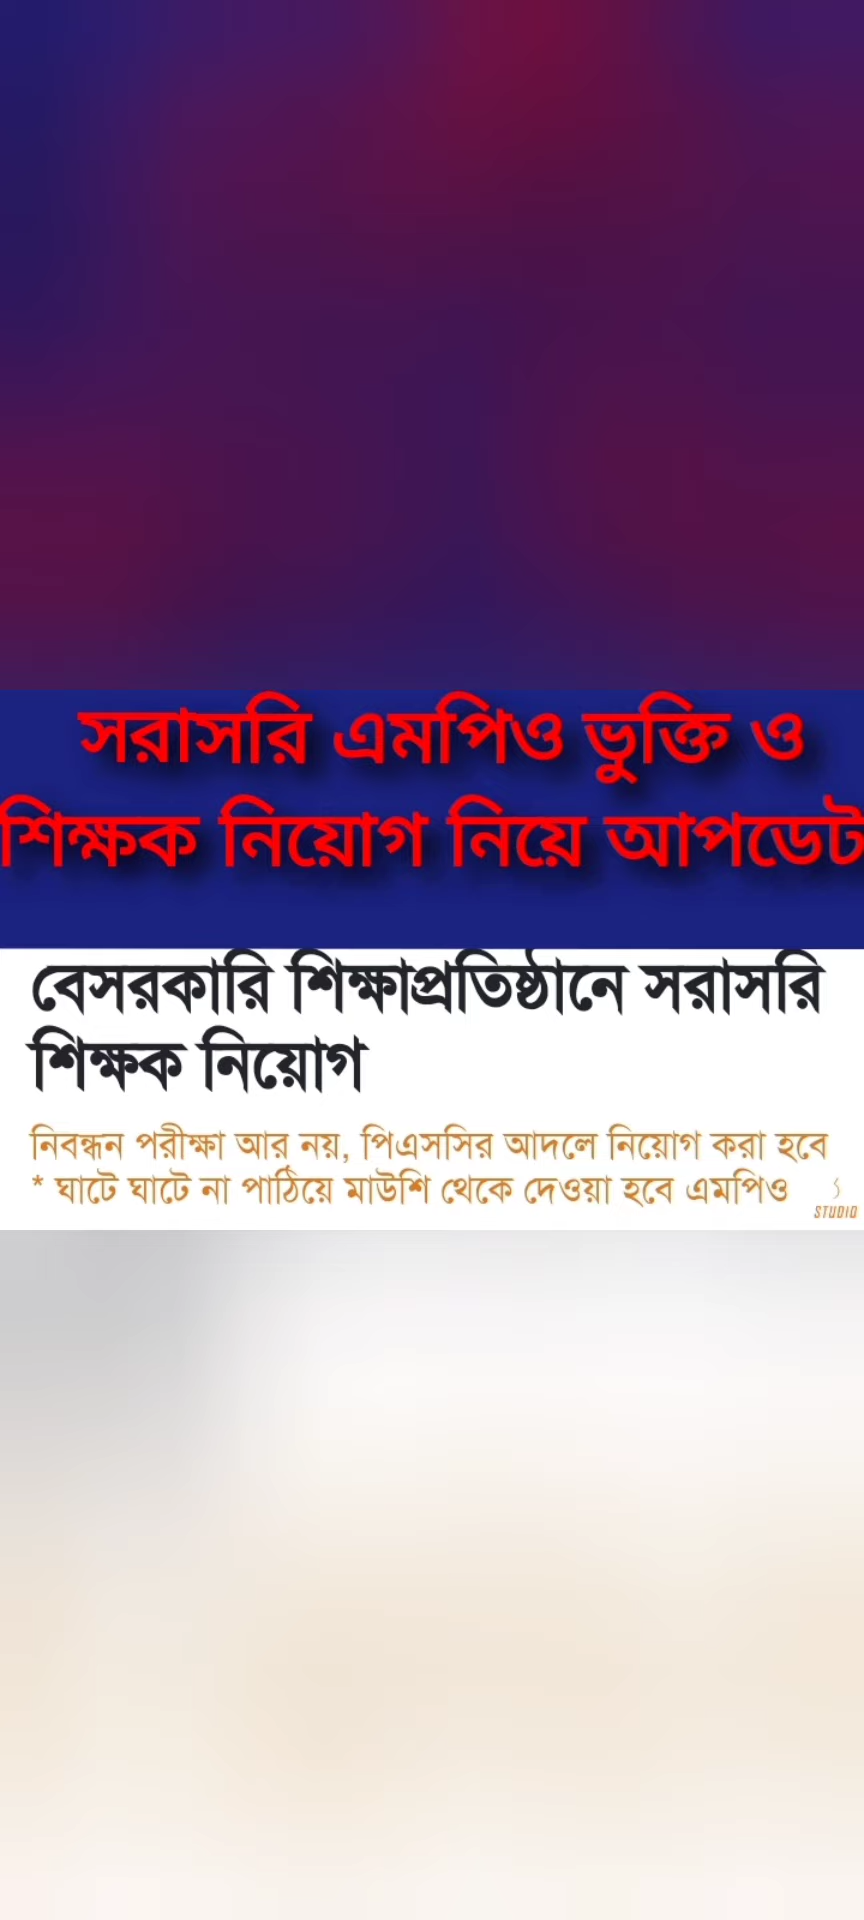 সরাসরি এমপিও ভুক্তি ও
শিক্ষক নিয়োগ নিয়ে আপডেট
বেসরকারি শিক্ষাপ্রতিষ্ঠানে সরাসরি
শিক্ষক নিয়োগ
নিবন্ধন পরীক্ষা আর নয়, পিএসসির আদলে নিয়োগ করা হবে
* ঘাটে ঘাটে না পাঠিয়ে মাউশি থেকে দেওয়া হবে এমপিও
STUDIO